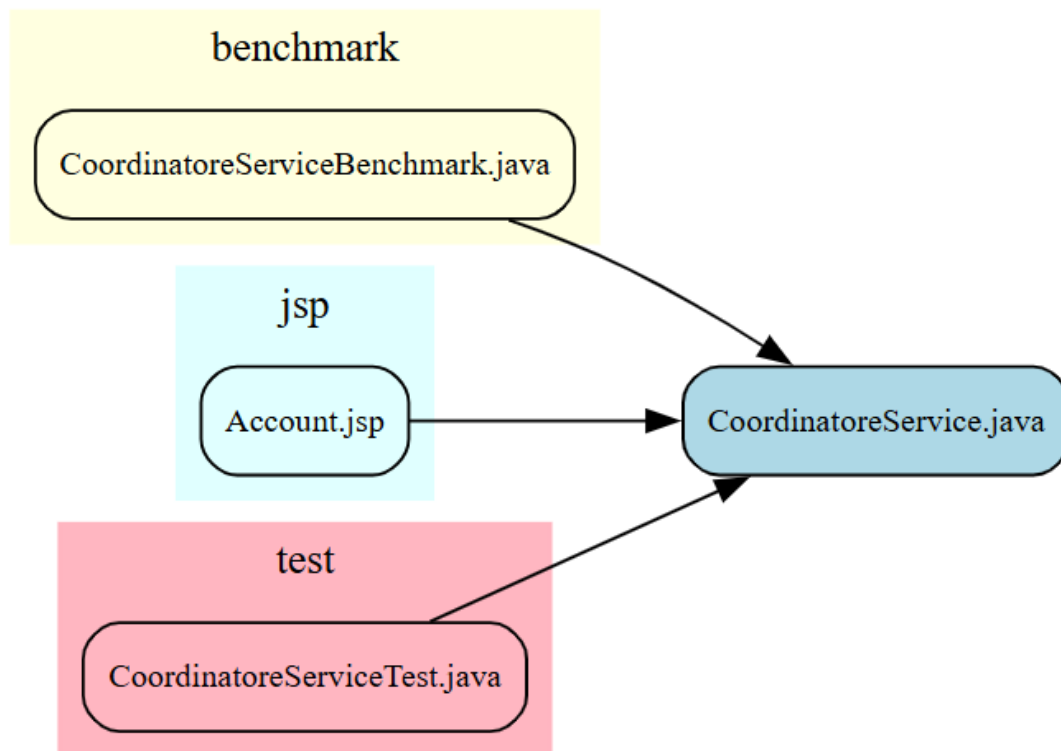 benchmark
CoordinatoreServiceBenchmark.java
jsp
Account.jsp
CoordinatoreService.java
test
CoordinatoreServiceTest.java